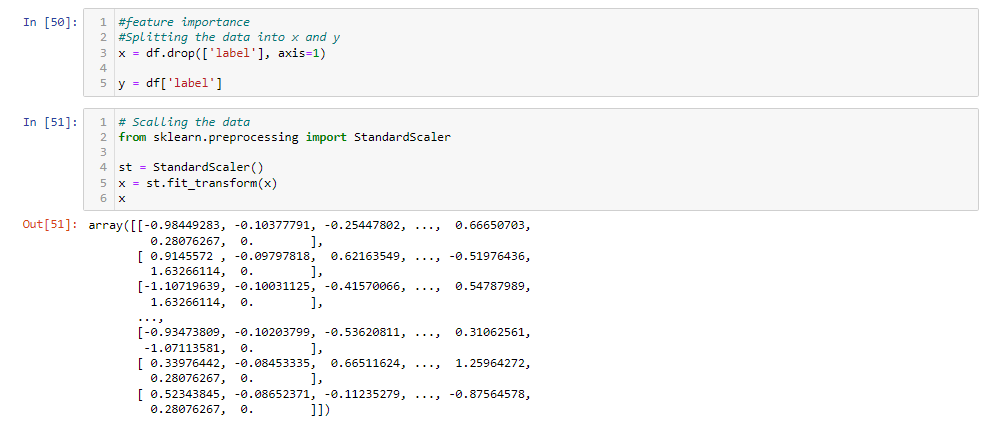 In [50]:
1 #feature importance
2 #Splitting the data into x and y
3 x = df.drop(['label'], axis=1)
4
5 y = df['label']
In [51]:
1 # Scalling the data
2 from sklearn.preprocessing import StandardScaler
3
4 st = StandardScaler()
5 x = st.fit_transform(x)
6 x
Out[51]: array([[-0.98449283, -0.10377791, -0.25447802, ...,  0.66650703,
         0.28076267,  0.        ],
       [ 0.9145572 , -0.09797818,  0.62163549, ..., -0.51976436,
         1.63266114,  0.        ],
       [-1.10719639, -0.10031125, -0.41570066, ...,  0.54787989,
         1.63266114,  0.        ],
       ...,
       [-0.93473809, -0.10203799, -0.53620811, ...,  0.31062561,
        -1.07113581,  0.        ],
       [ 0.33976442, -0.08453335,  0.66511624, ...,  1.25964272,
         0.28076267,  0.        ],
       [ 0.52343845, -0.08652371, -0.11235279, ..., -0.87564578,
         0.28076267,  0.        ]])